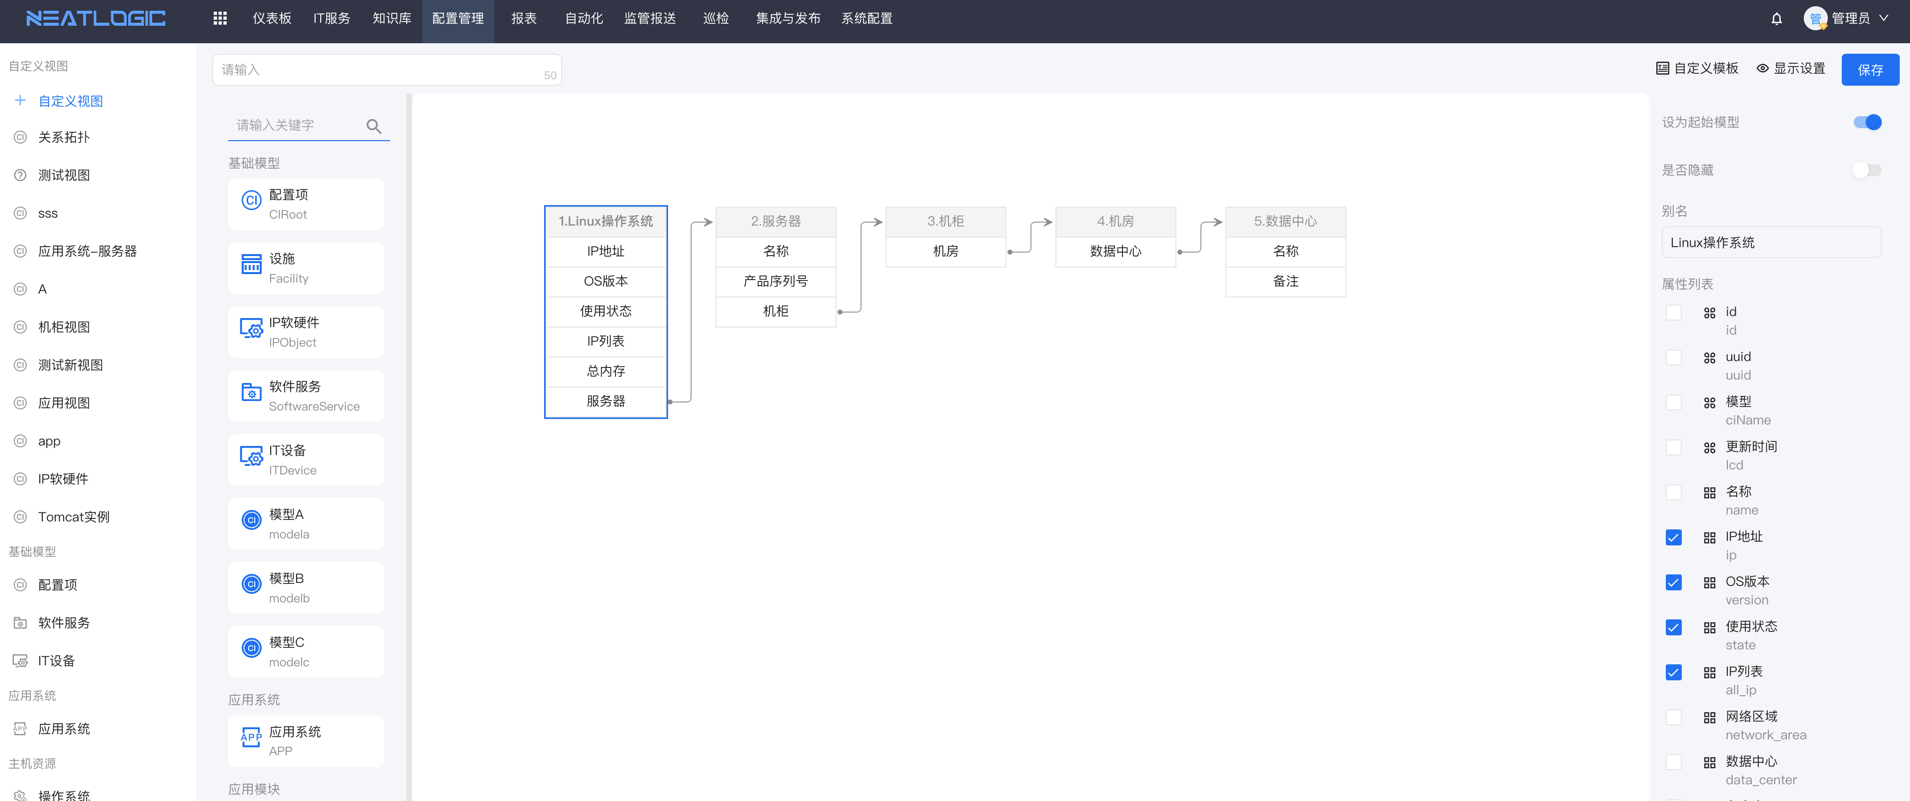 NEATLOGIC
仪表板
IT服务
知识库
配置管理
报表
自动化
监管报送
巡检
集成与发布
系统配置
管
管理员
自定义视图
自定义视图
关系拓扑
测试视图
sss
应用系统-服务器
A
机柜视图
测试新视图
应用视图
app
IP软硬件
Tomcat实例
基础模型
配置项
软件服务
IT设备
应用系统
应用系统
主机资源
操作系统
请输入
50
自定义模板
显示设置
保存
请输入关键字
基础模型
配置项
CIRoot
设施
Facility
IP软硬件
IPObject
软件服务
SoftwareService
IT设备
ITDevice
模型A
modela
模型B
modelb
模型C
modelc
应用系统
应用系统
APP
应用模块
1.Linux操作系统
IP地址
OS版本
使用状态
IP列表
总内存
服务器
2.服务器
名称
产品序列号
机柜
3.机柜
机房
4.机房
数据中心
5.数据中心
名称
备注
设为起始模型
是否隐藏
别名
Linux操作系统
属性列表
id
id
uuid
uuid
模型
ciName
更新时间
lcd
名称
name
IP地址
ip
OS版本
version
使用状态
state
IP列表
all_ip
网络区域
network_area
数据中心
data_center